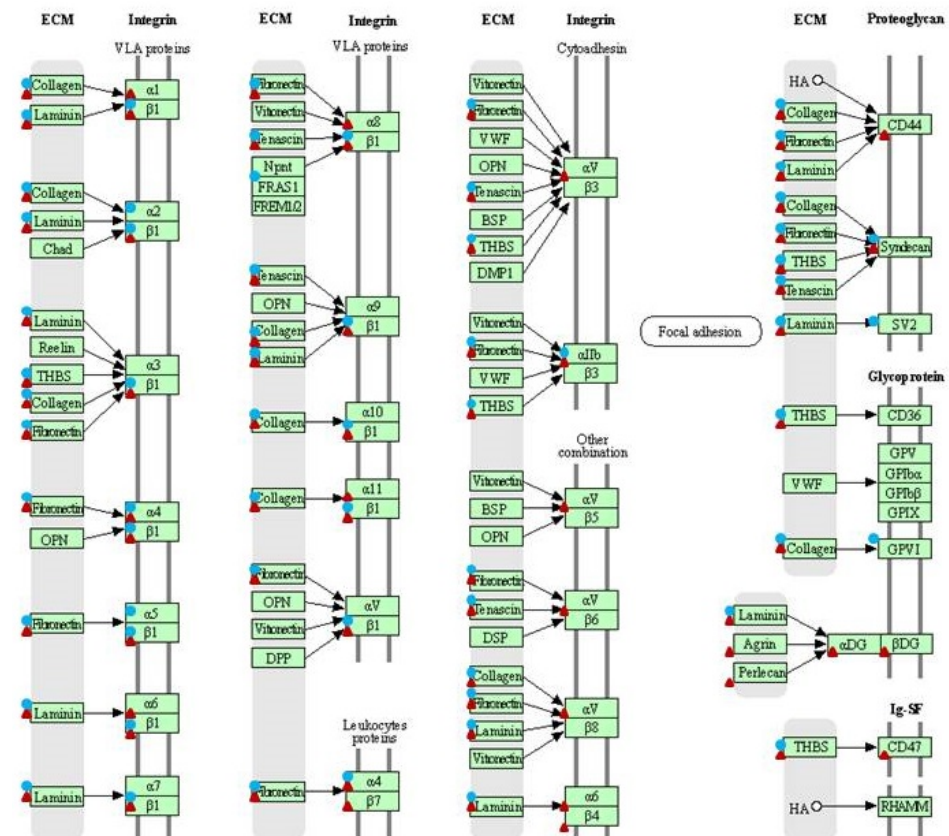 ECM
Integrin
VLA proteins
Collagen
α1
Laminin
β1
Collagen
α2
Laminin
β1
Chad
Laminin
Reelin
α3
THBS
β1
Collagen
Fibronectin
Fibronectin
α4
OPN
β1
Fibronectin
α5
β1
Laminin
α6
β1
Laminin
α7
β1
ECM
Integrin
VLA proteins
Fibronectin
Vitronectin
α8
Tenascin
β1
Npnt
FRAS1
FREM1/2
Tenascin
OPN
α9
Collagen
β1
Laminin
Collagen
α10
β1
Collagen
α11
β1
Fibronectin
OPN
αV
Vitronectin
β1
DPP
Leukocytes
proteins
Fibronectin
α4
β7
ECM
Integrin
Cytoadhesin
Vitronectin
Fibronectin
VWF
OPN
αV
Tenascin
β3
BSP
THBS
DMP1
Vitronectin
Fibronectin
αIIb
VWF
β3
THBS
Other
combination
Vitronectin
αV
BSP
β5
OPN
Fibronectin
αV
Tenascin
β6
DSP
Collagen
Fibronectin
αV
Laminin
β8
Vitronectin
Laminin
α6
β4
Focal adhesion
ECM
Proteoglycan
HA
Collagen
CD44
Fibronectin
Laminin
Collagen
Fibronectin
Syndecan
THBS
Tenascin
Laminin
SV2
Glycoprotein
THBS
CD36
GPV
VWF
GPIbα
GPIbβ
GPIX
Collagen
GPVI
Laminin
Agrin
αDG
βDG
Perlecan
Ig-SF
THBS
CD47
HA
RHAMM